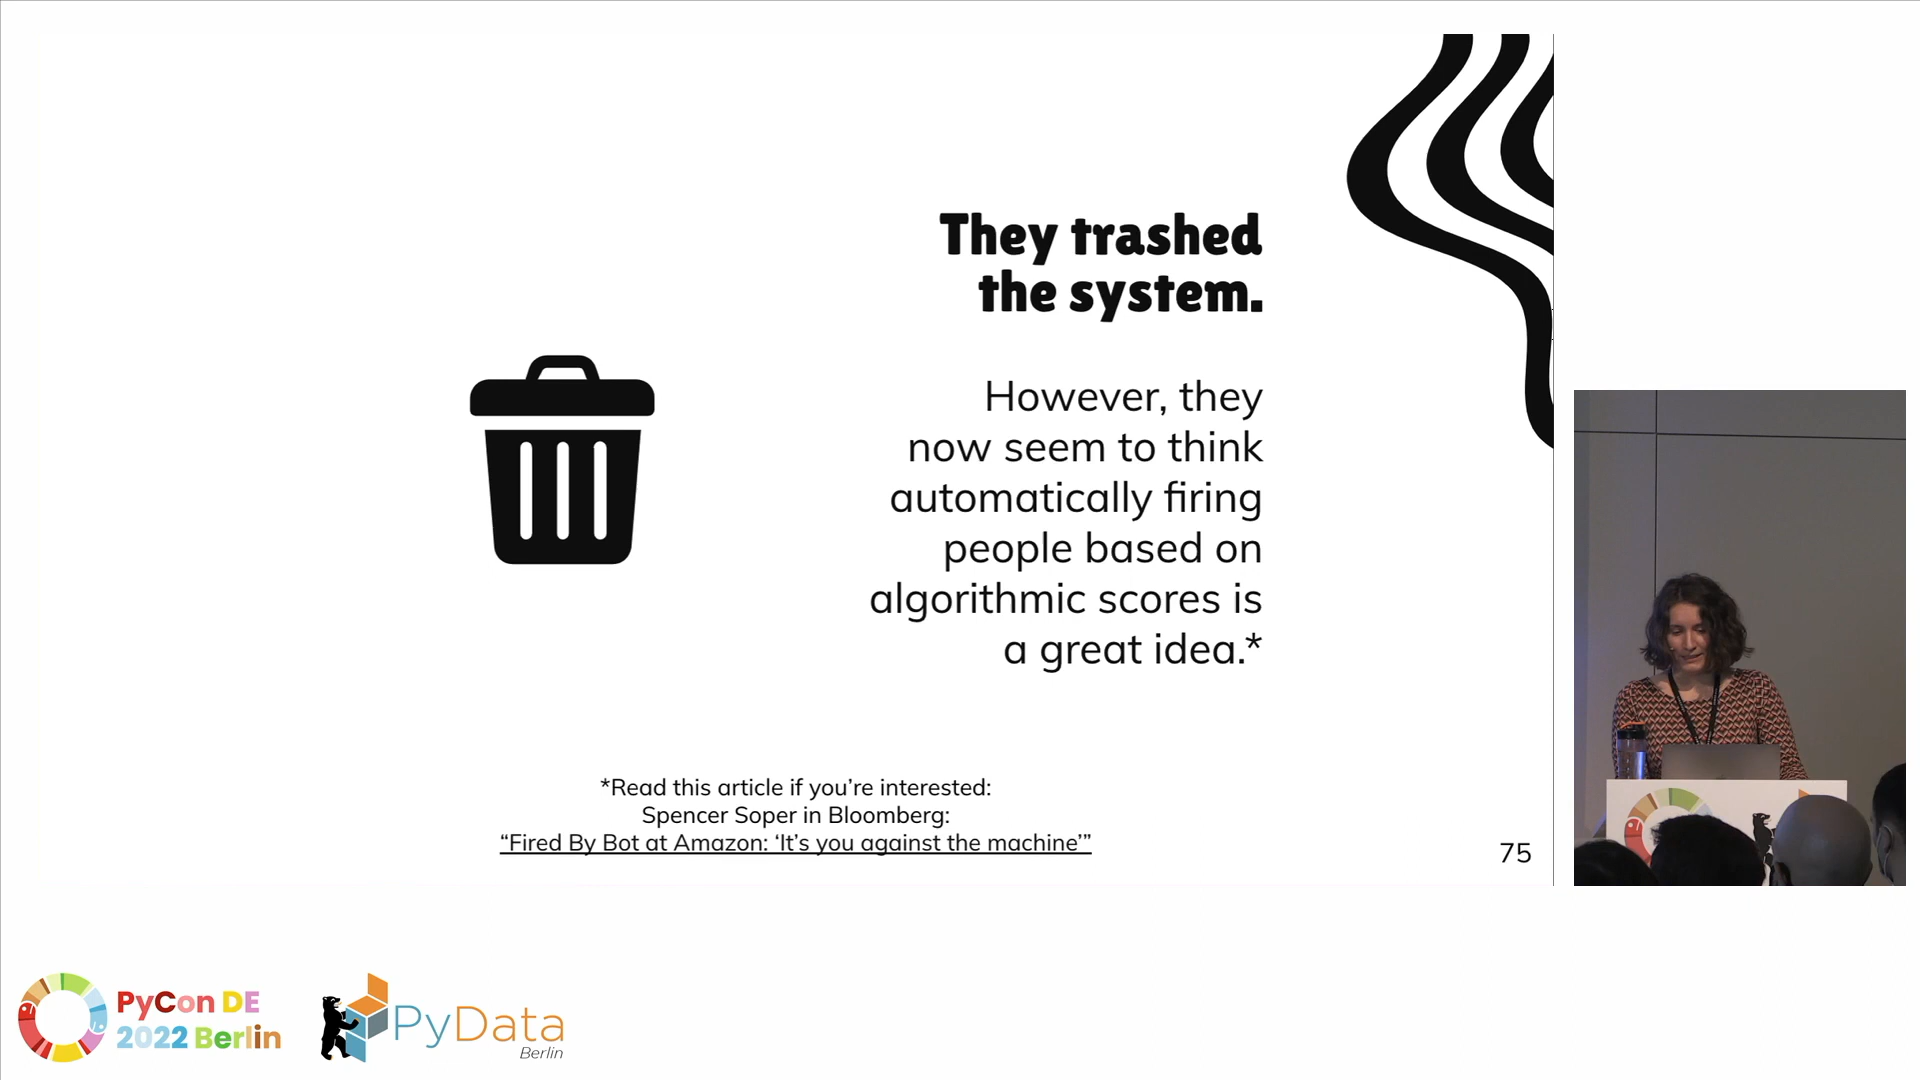 They trashed
the system.
However, they
now seem to think
automatically firing
people based on
algorithmic scores is
a great idea.*
*Read this article if you’re interested:
Spencer Soper in Bloomberg:
“Fired By Bot at Amazon: ‘It’s you against the machine’”
75
PyCon DE
2022 Berlin
PyData
Berlin